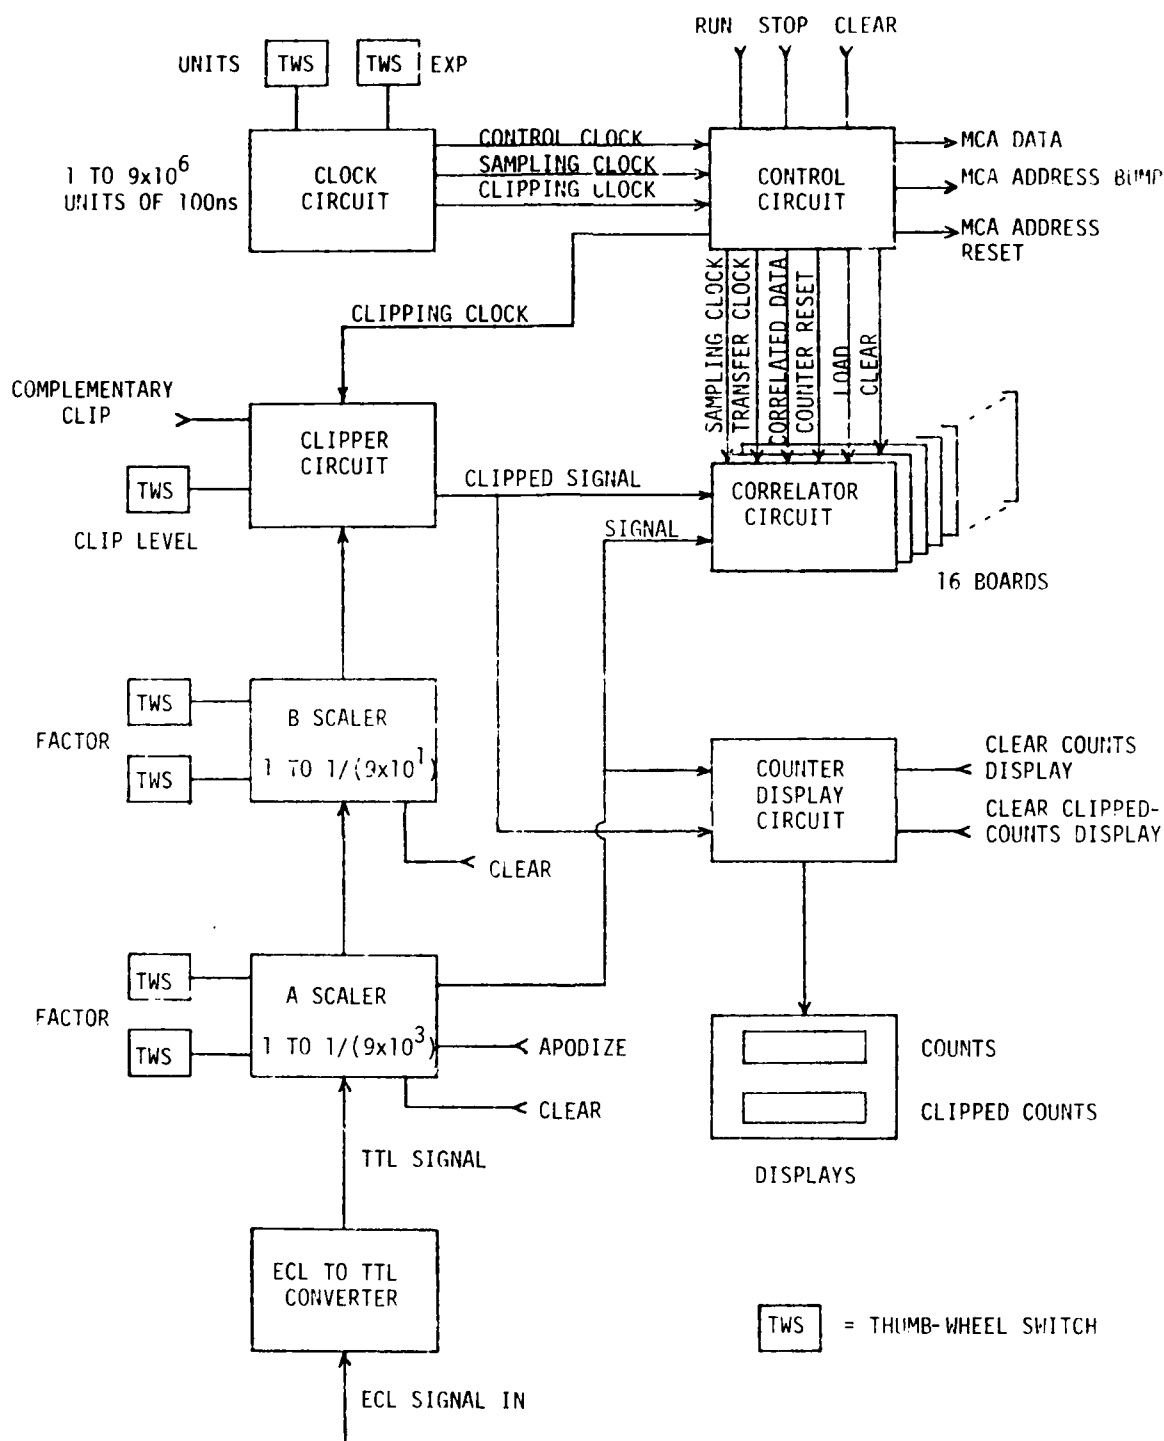 RUN STOP CLEAR
UNITS TWS TWS EXP
1 TO 9x10^6
UNITS OF 100ns
CLOCK
CIRCUIT
CONTROL CLOCK
SAMPLING CLOCK
CLIPPING CLOCK
CONTROL
CIRCUIT
MCA DATA
MCA ADDRESS BUMP
MCA ADDRESS
RESET
CLIPPING CLOCK
SAMPLING CLOCK
TRANSFER CLOCK
CORRELATED DATA
COUNTER RESET
LOAD
CLEAR
COMPLEMENTARY
CLIP
TWS
CLIP LEVEL
CLIPPER
CIRCUIT
CLIPPED SIGNAL
SIGNAL
CORRELATOR
CIRCUIT
16 BOARDS
TWS
FACTOR
TWS
B SCALER
1 TO 1/(9x10^1)
CLEAR
COUNTER
DISPLAY
CIRCUIT
CLEAR COUNTS
DISPLAY
CLEAR CLIPPED-
COUNTS DISPLAY
TWS
FACTOR
TWS
A SCALER
1 TO 1/(9x10^3)
APODIZE
CLEAR
COUNTS
CLIPPED COUNTS
DISPLAYS
TTL SIGNAL
ECL TO TTL
CONVERTER
TWS = THUMB-WHEEL SWITCH
ECL SIGNAL IN